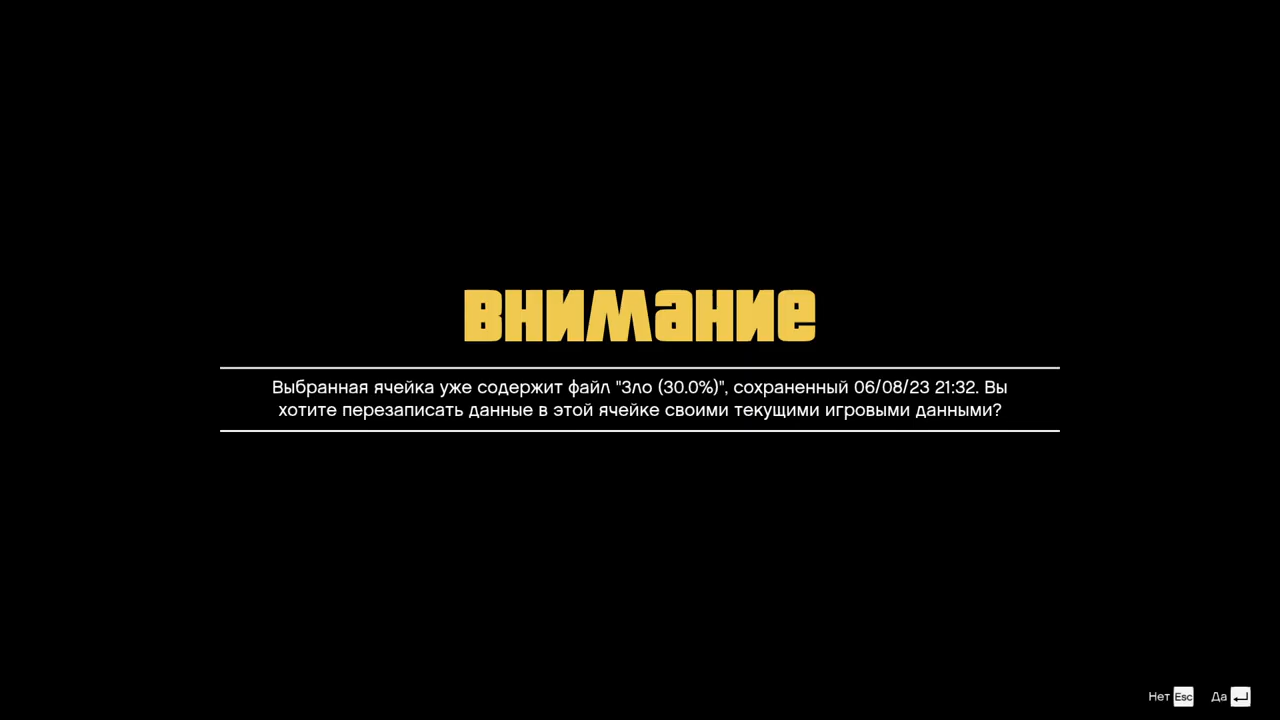 внимание
Выбранная ячейка уже содержит файл "Зло (30.0%)", сохраненный 06/08/23 21:32. Вы
хотите перезаписать данные в этой ячейке своими текущими игровыми данными?
Нет Esc Да